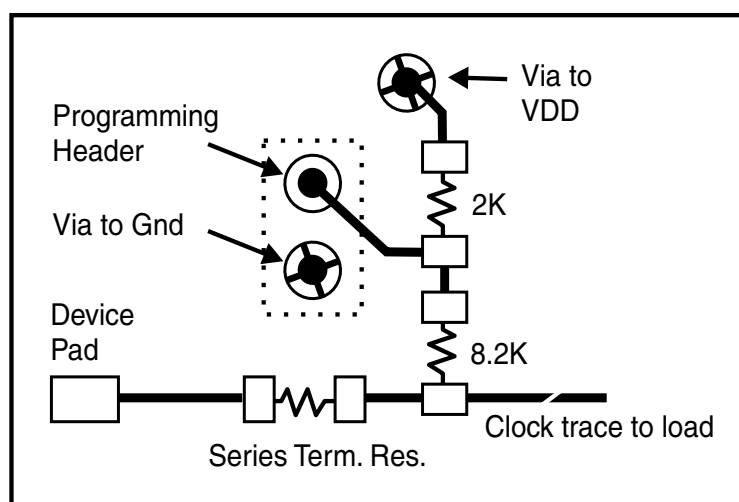 Via to
VDD
Programming
Header
2K
Via to Gnd
Device
Pad
8.2K
Clock trace to load
Series Term. Res.